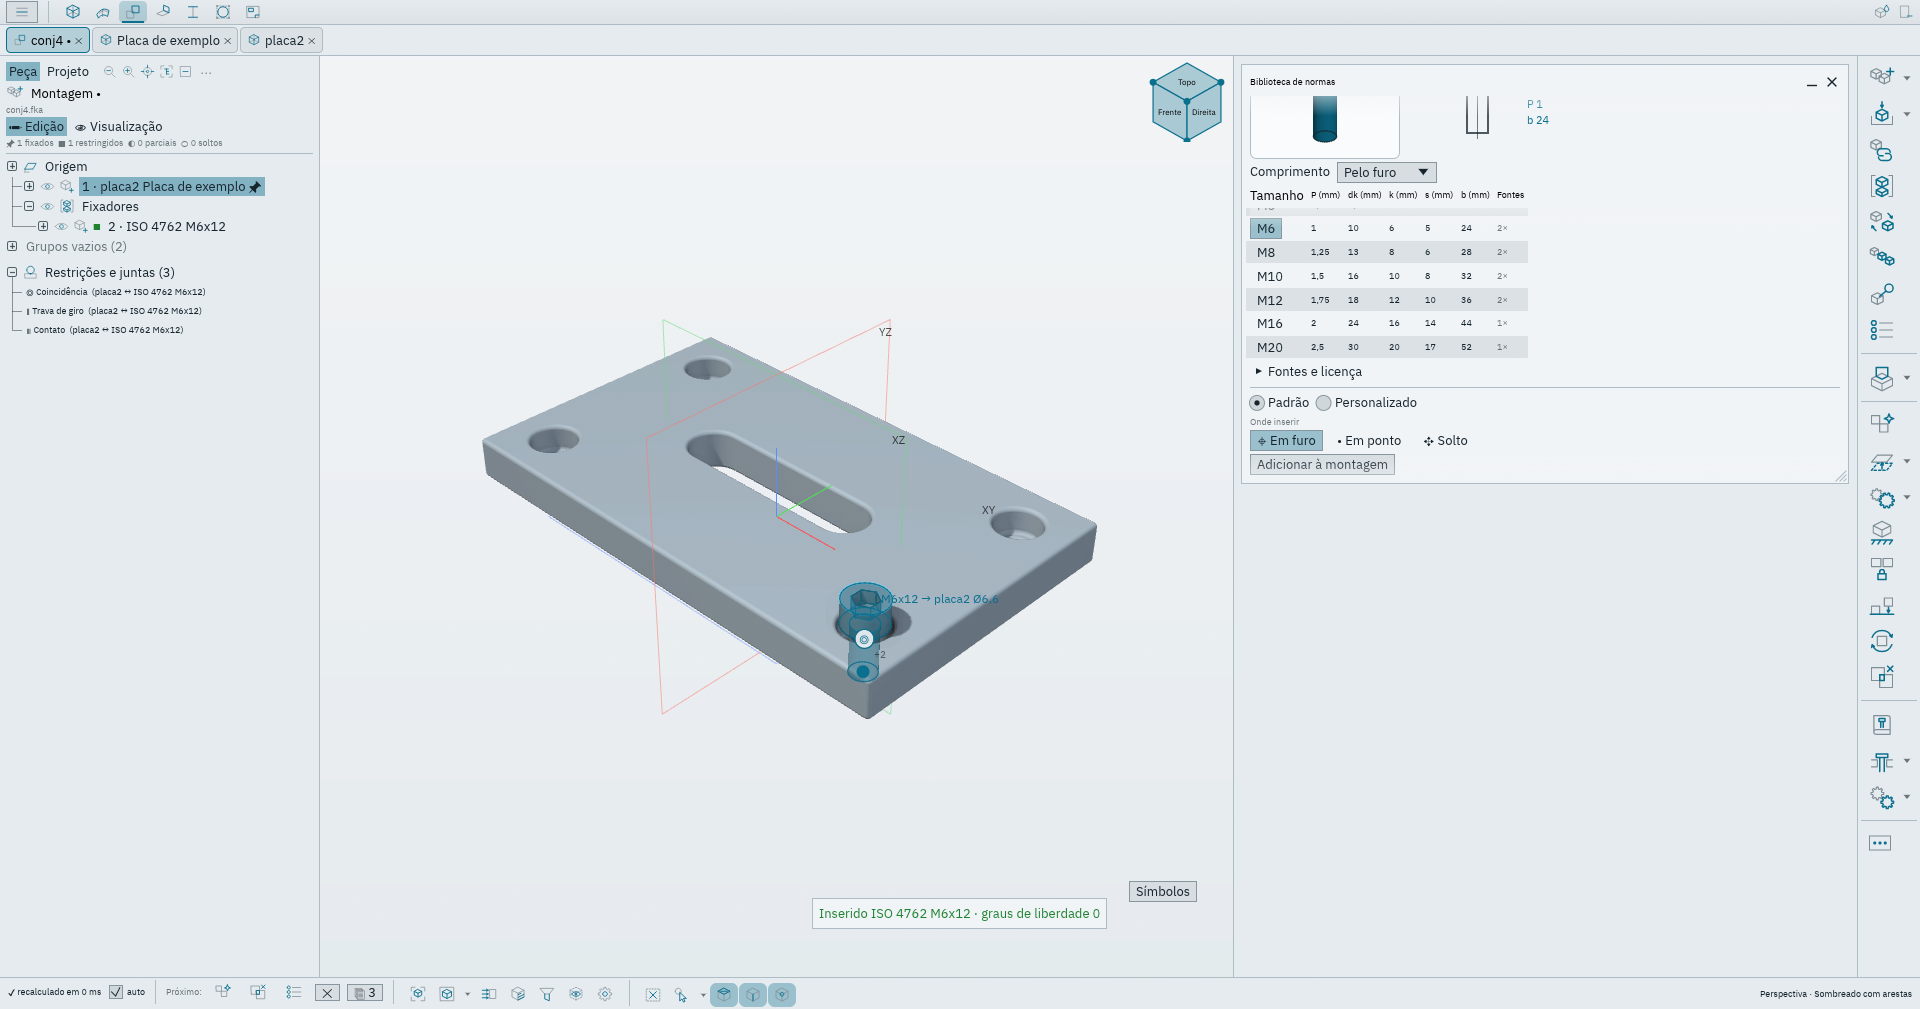 conj4 •
Placa de exemplo
placa2
Peça Projeto
Montagem •
conj4.fka
Edição Visualização
1 fixados 1 restringidos 0 parciais 0 soltos
Origem
1 · placa2 Placa de exemplo
Fixadores
2 · ISO 4762 M6x12
Grupos vazios (2)
Restrições e juntas (3)
Coincidência (placa2 ↔ ISO 4762 M6x12)
Trava de giro (placa2 ↔ ISO 4762 M6x12)
Contato (placa2 ↔ ISO 4762 M6x12)
Topo
Frente Direita
YZ
XZ
XY
M6x12 → placa2 Ø6.6
+2
Símbolos
Inserido ISO 4762 M6x12 · graus de liberdade 0
Biblioteca de normas
P 1
b 24
Comprimento Pelo furo
Tamanho P (mm) dk (mm) k (mm) s (mm) b (mm) Fontes
M6 1 10 6 5 24 2×
M8 1,25 13 8 6 28 2×
M10 1,5 16 10 8 32 2×
M12 1,75 18 12 10 36 2×
M16 2 24 16 14 44 1×
M20 2,5 30 20 17 52 1×
Fontes e licença
Padrão Personalizado
Onde inserir
Em furo Em ponto Solto
Adicionar à montagem
recalculado em 0 ms auto Próximo: 3
Perspectiva · Sombreado com arestas